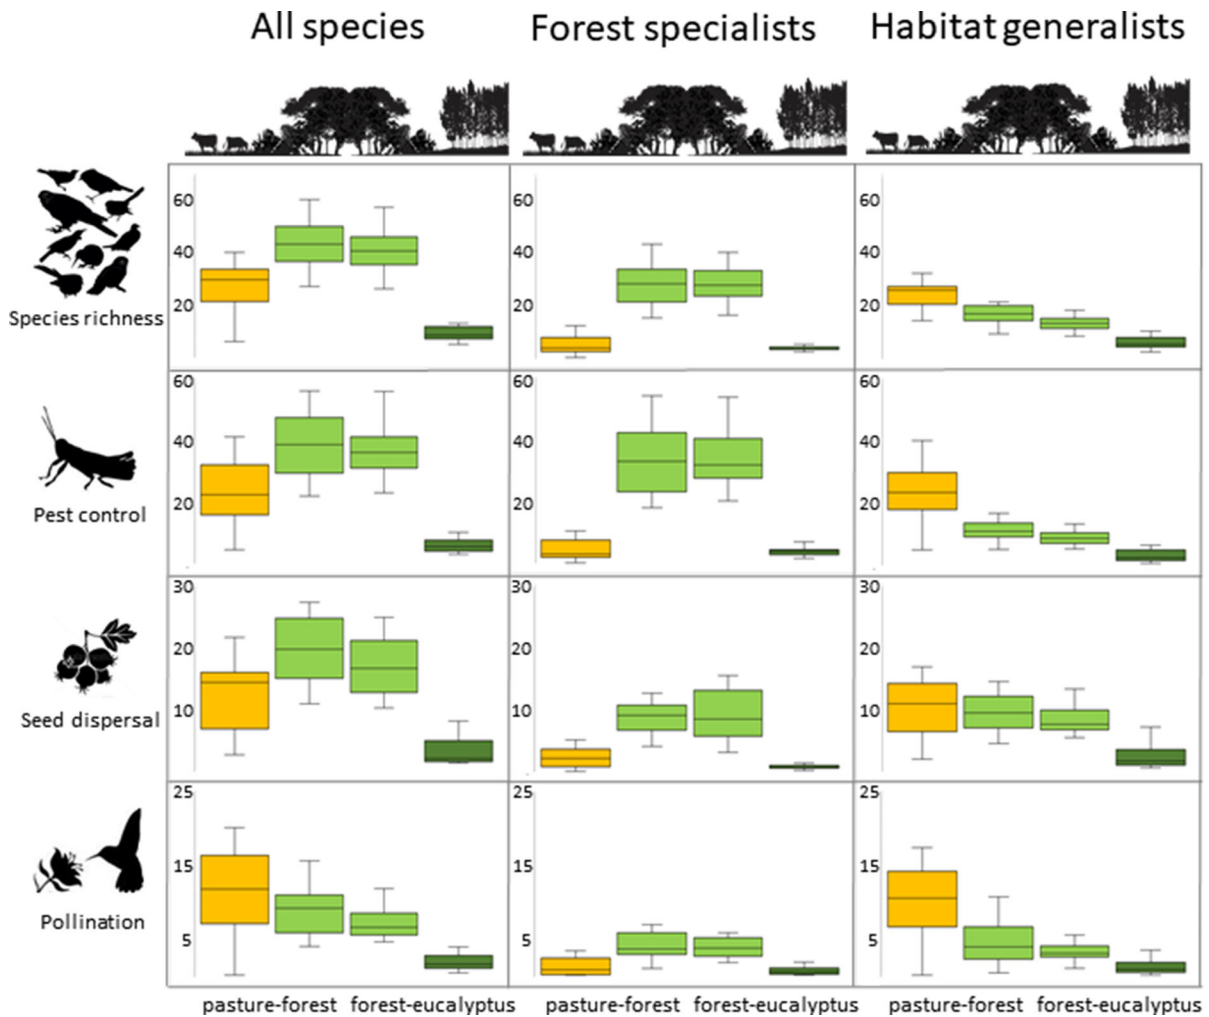 All species Forest specialists Habitat generalists
60 60 60
40 40 40
20 20 20
Species richness
60 60 60
40 40 40
20 20 20
Pest control
30 30 30
20 20 20
10 10 10
Seed dispersal
25 25 25
15 15 15
5 5 5
Pollination
pasture-forest forest-eucalyptus pasture-forest forest-eucalyptus pasture-forest forest-eucalyptus